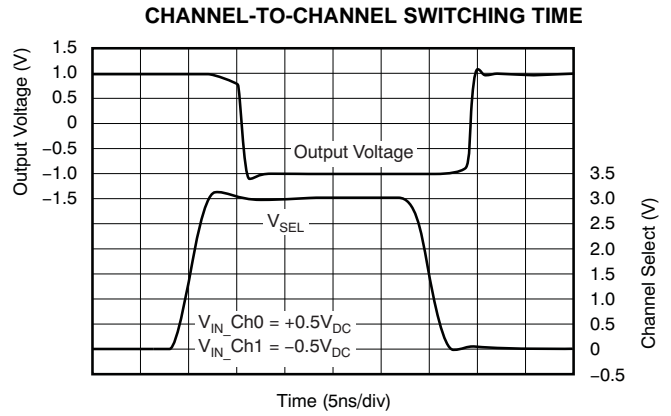 CHANNEL-TO-CHANNEL SWITCHING TIME
Output Voltage (V)
1.5
1.0
0.5
0
−0.5
−1.0
−1.5
Output Voltage
V_SEL
V_IN_Ch0 = +0.5V_DC
V_IN_Ch1 = −0.5V_DC
3.5
3.0
2.5
2.0
1.5
1.0
0.5
0
−0.5
Channel Select (V)
Time (5ns/div)